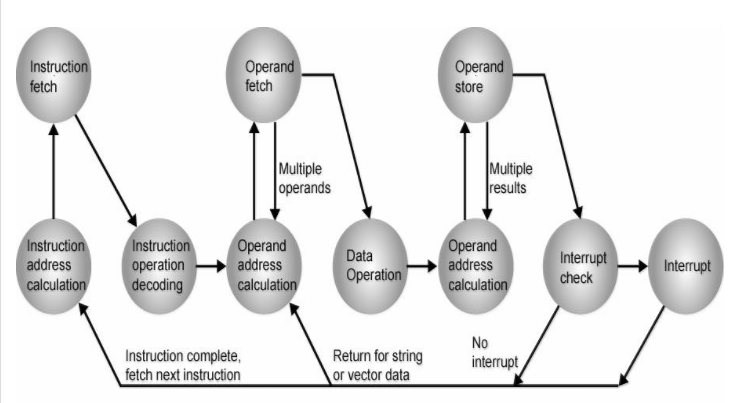 Instruction
fetch
Operand
fetch
Operand
store
Multiple
operands
Multiple
results
Instruction
address
calculation
Instruction
operation
decoding
Operand
address
calculation
Data
Operation
Operand
address
calculation
Interrupt
check
Interrupt
Instruction complete,
fetch next instruction
Return for string
or vector data
No
interrupt